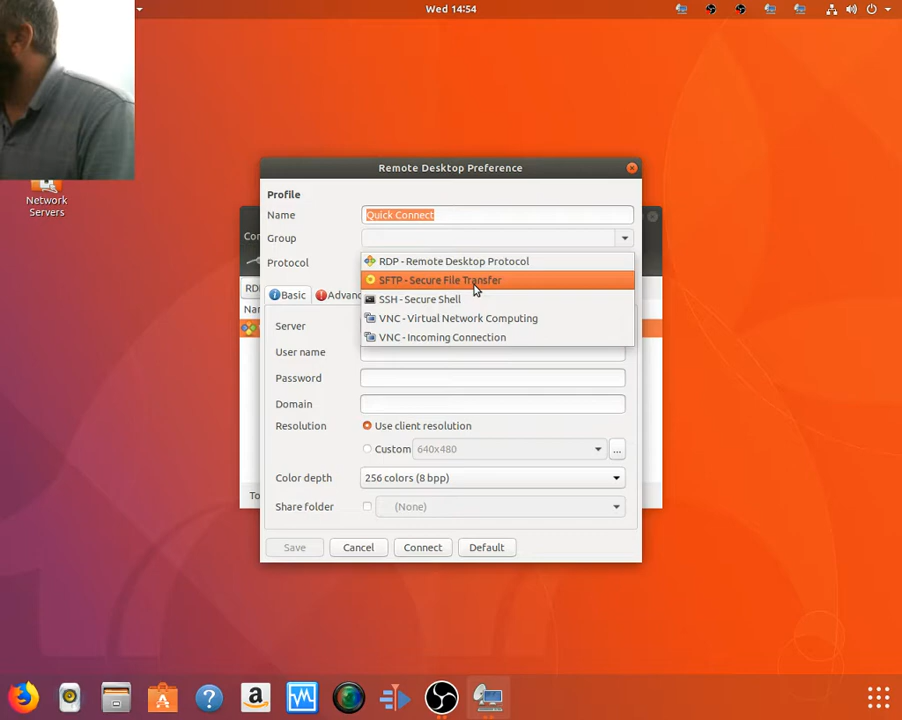 Wed 14:54
Network
Servers
Remote Desktop Preference
Profile
Name Quick Connect
Group
Protocol
RDP - Remote Desktop Protocol
SFTP - Secure File Transfer
SSH - Secure Shell
VNC - Virtual Network Computing
VNC - Incoming Connection
Basic
Server
User name
Password
Domain
Resolution Use client resolution
Custom 640x480 ...
Color depth 256 colors (8 bpp)
Share folder (None)
Save Cancel Connect Default